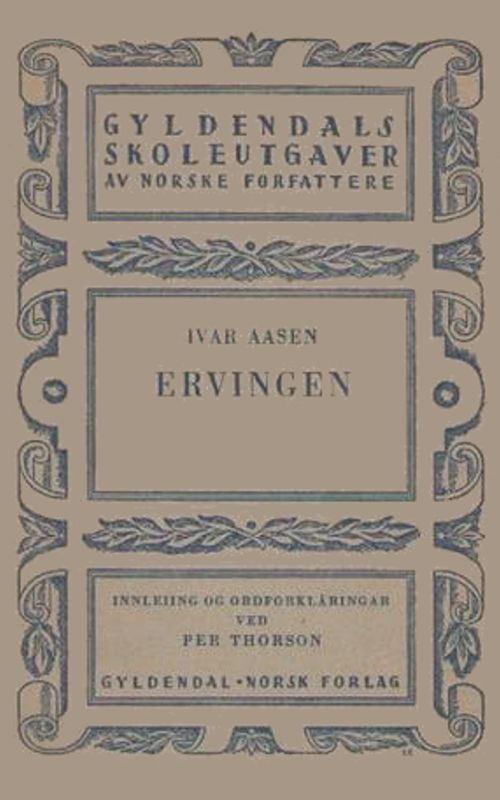 GYLDENDALS
SKOLEUTGAVER
AV NORSKE FORFATTERE
IVAR AASEN
ERVINGEN
INNLEIING OG ORDFORKLÅRINGAR
VED
PER THORSON
GYLDENDAL • NORSK FORLAG